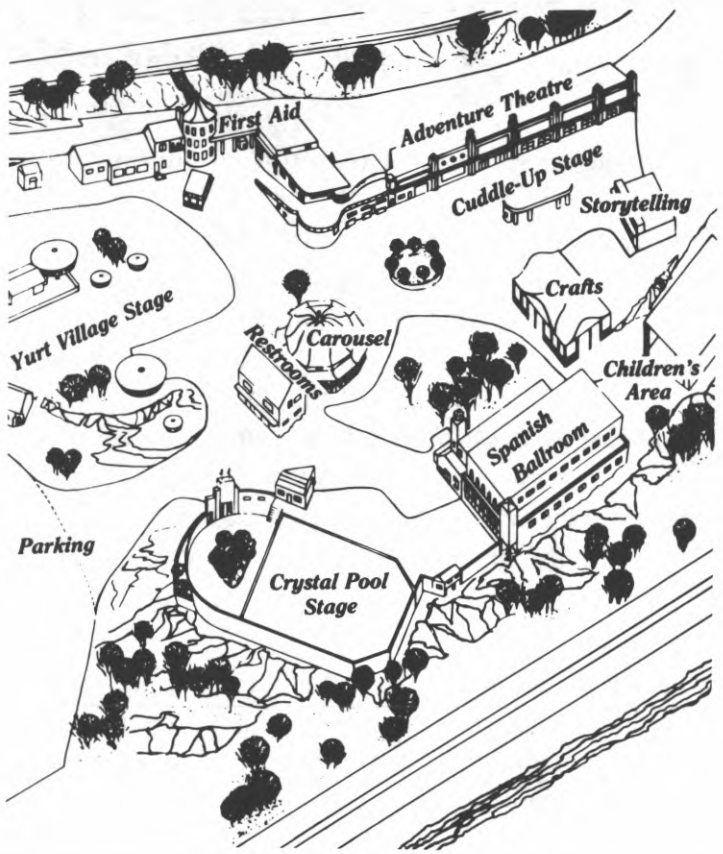 First Aid
Adventure Theatre
Cuddle-Up Stage
Storytelling
Crafts
Yurt Village Stage
Carousel
Restrooms
Children's
Area
Spanish
Ballroom
Parking
Crystal Pool
Stage